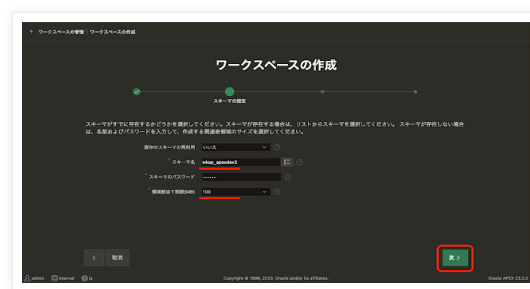 ↑ ワークスペースの管理 \ ワークスペースの作成
ワークスペースの作成
スキーマの指定
スキーマがすでに存在するかどうかを選択してください。スキーマが存在する場合は、リストからスキーマを選択してください。 スキーマが存在しない場合
は、名前およびパスワードを入力して、作成する関連表領域のサイズを選択してください。
既存のスキーマの再利用 いいえ
* スキーマ名 wksp_apexdev2
* スキーマのパスワード ••••••
* 領域割当て制限(MB) 100
< 取消 次 >
admin internal ja Copyright © 1999, 2023, Oracle and/or its affiliates. Oracle APEX 23.2.0